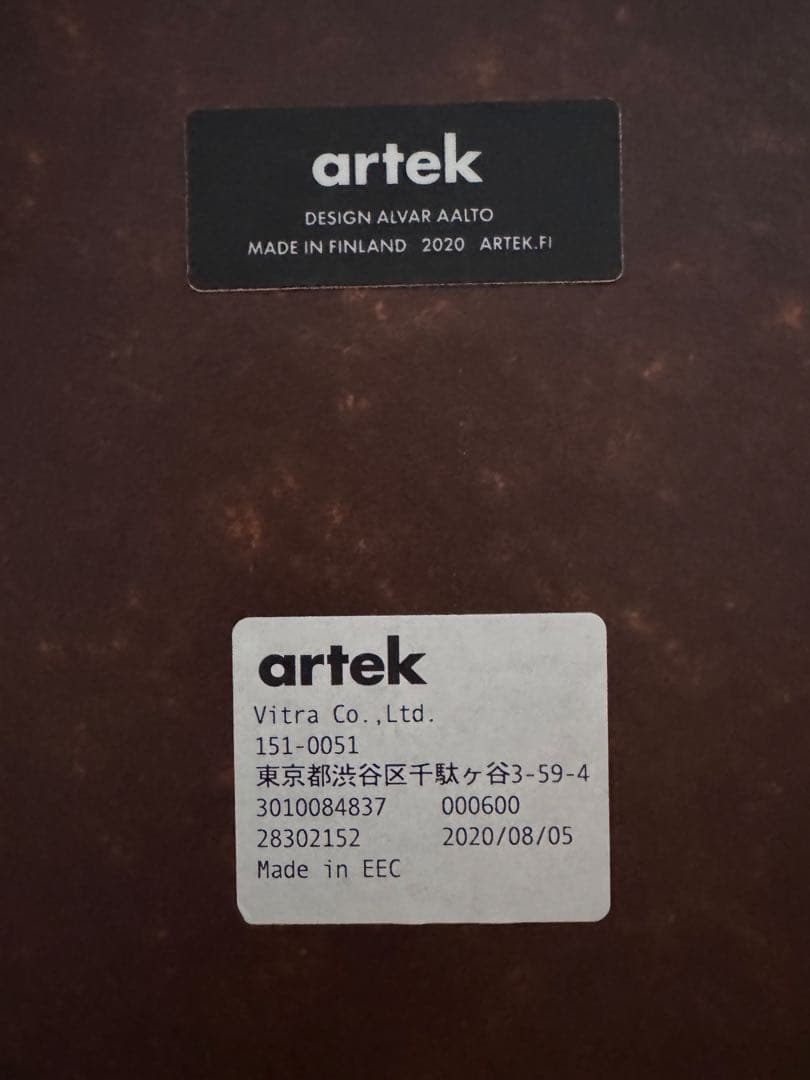 artek
DESIGN ALVAR AALTO
MADE IN FINLAND 2020 ARTEK.FI
artek
Vitra Co.,Ltd.
151-0051
東京都渋谷区千駄ヶ谷3-59-4
3010084837 000600
28302152 2020/08/05
Made in EEC